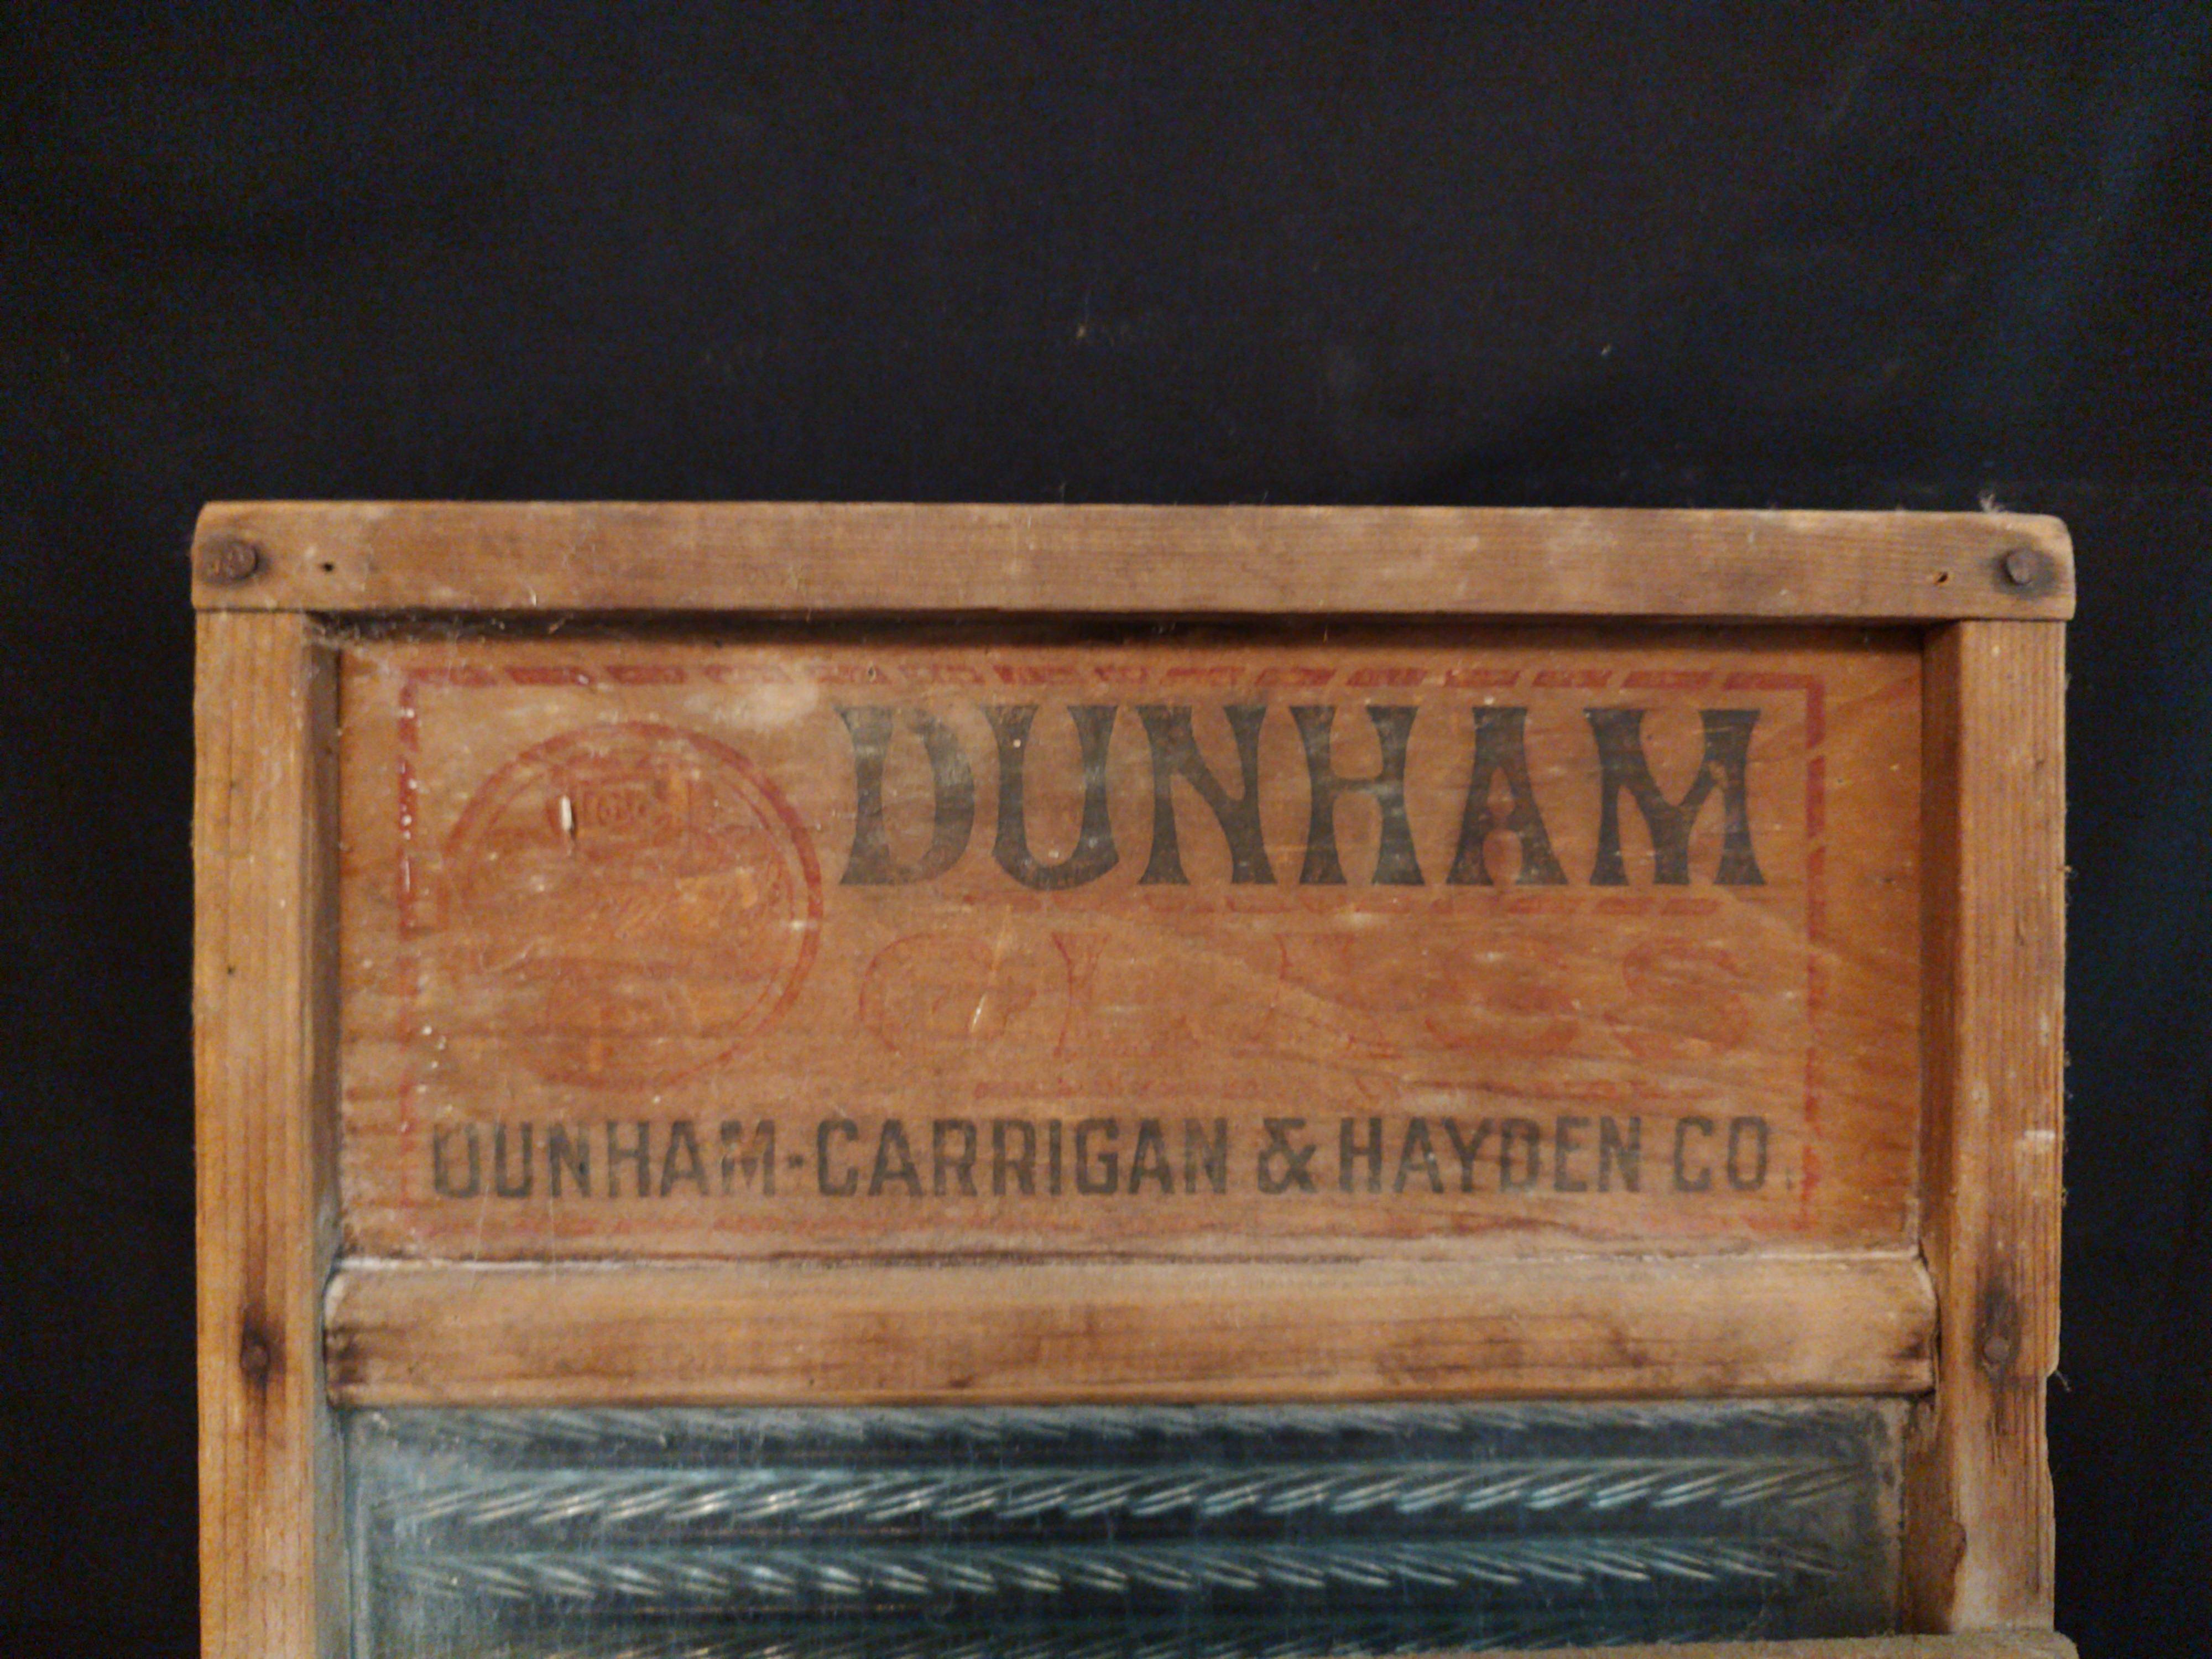 DUNHAM
GLASS
DUNHAM-CARRIGAN & HAYDEN CO.